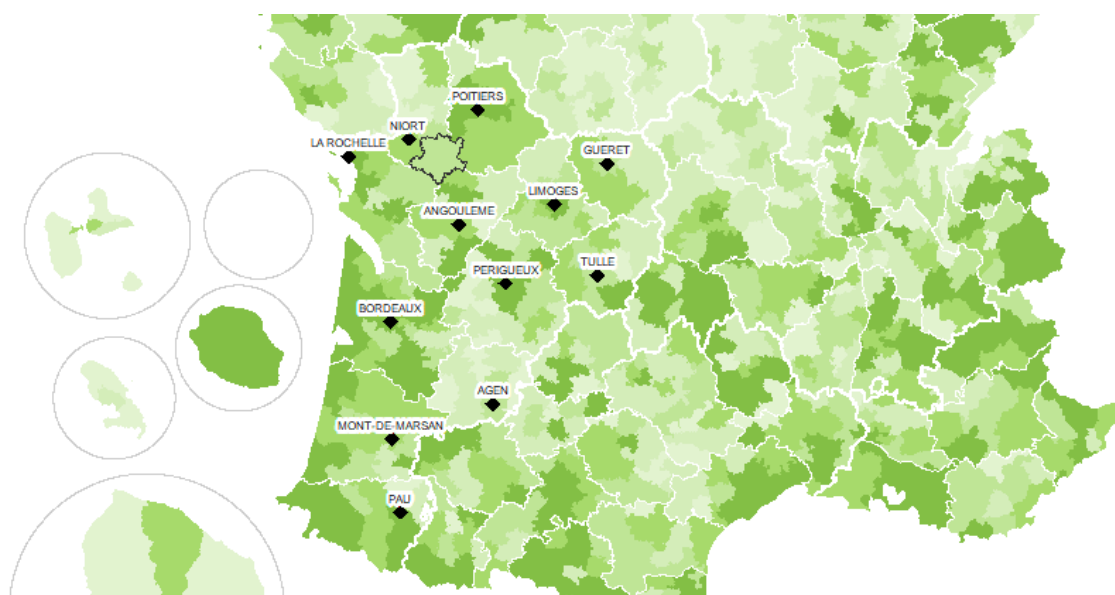 POITIERS
NIORT
LA ROCHELLE
GUERET
LIMOGES
ANGOULEME
PERIGUEUX
TULLE
BORDEAUX
AGEN
MONT-DE-MARSAN
PAU